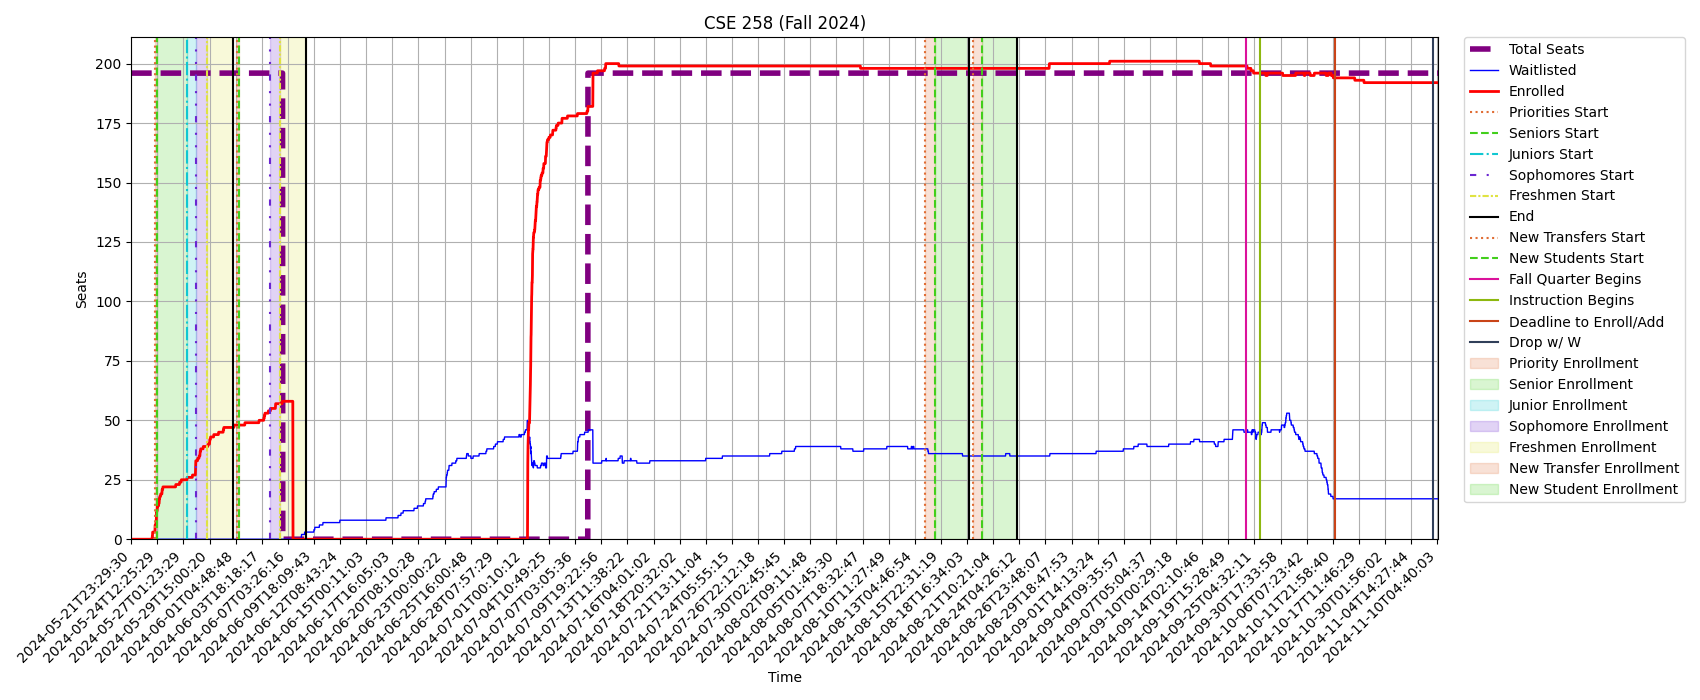 CSE 258 (Fall 2024)
Seats
200
175
150
125
100
75
50
25
0
2024-05-21T23:29:30
2024-05-24T12:25:29
2024-05-27T01:23:29
2024-05-29T15:00:20
2024-06-01T04:48:48
2024-06-03T18:18:17
2024-06-07T03:26:16
2024-06-09T18:09:43
2024-06-12T08:43:24
2024-06-15T00:11:03
2024-06-17T16:05:03
2024-06-20T08:10:28
2024-06-23T00:00:22
2024-06-25T16:00:48
2024-06-28T07:57:29
2024-07-01T00:10:12
2024-07-04T10:49:25
2024-07-07T03:05:36
2024-07-09T19:22:56
2024-07-13T11:38:22
2024-07-16T04:01:02
2024-07-18T20:32:02
2024-07-21T13:11:04
2024-07-24T05:55:15
2024-07-26T22:12:18
2024-07-30T02:45:45
2024-08-02T09:11:48
2024-08-05T01:45:30
2024-08-07T18:32:47
2024-08-10T11:27:49
2024-08-13T04:46:54
2024-08-15T22:31:19
2024-08-18T16:34:03
2024-08-21T10:21:04
2024-08-24T04:26:12
2024-08-26T23:48:07
2024-08-29T18:47:53
2024-09-01T14:13:24
2024-09-04T09:35:57
2024-09-07T05:04:37
2024-09-10T00:29:18
2024-09-14T02:10:46
2024-09-19T15:28:49
2024-09-25T04:32:11
2024-09-30T17:33:58
2024-10-06T07:23:42
2024-10-11T21:58:40
2024-10-17T11:46:29
2024-10-30T01:56:02
2024-11-04T14:27:44
2024-11-10T04:40:03
Time
Total Seats
Waitlisted
Enrolled
Priorities Start
Seniors Start
Juniors Start
Sophomores Start
Freshmen Start
End
New Transfers Start
New Students Start
Fall Quarter Begins
Instruction Begins
Deadline to Enroll/Add
Drop w/ W
Priority Enrollment
Senior Enrollment
Junior Enrollment
Sophomore Enrollment
Freshmen Enrollment
New Transfer Enrollment
New Student Enrollment